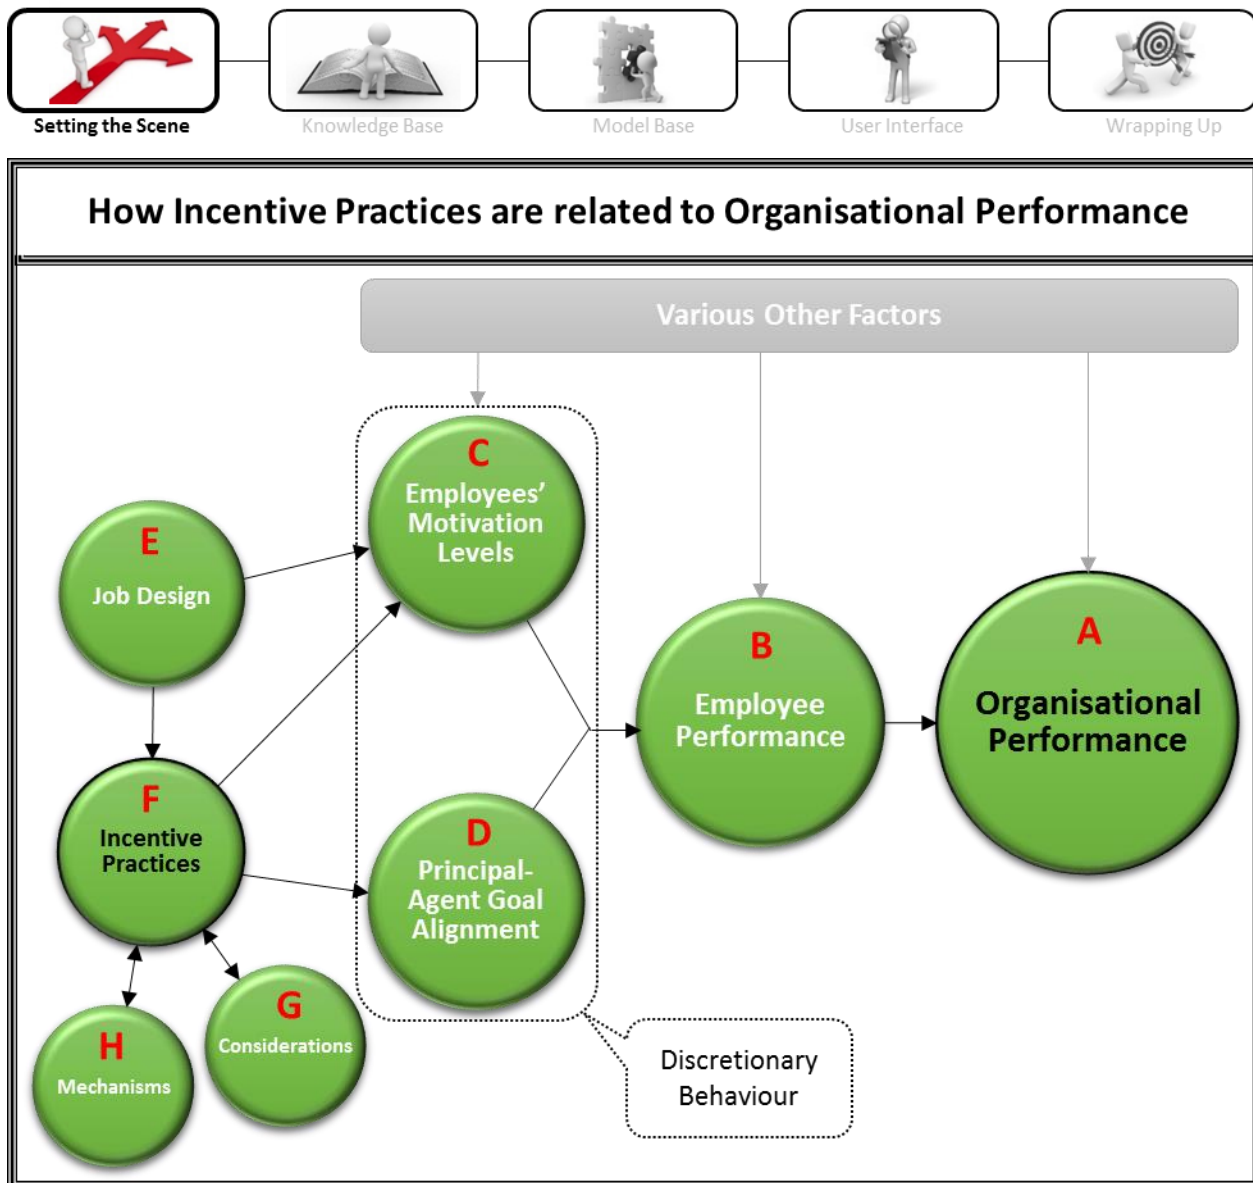 Setting the Scene
Knowledge Base
Model Base
User Interface
Wrapping Up
How Incentive Practices are related to Organisational Performance
Various Other Factors
C
Employees’
Motivation
Levels
E
Job Design
B
Employee
Performance
A
Organisational
Performance
F
Incentive
Practices
D
Principal-
Agent Goal
Alignment
G
Considerations
H
Mechanisms
Discretionary
Behaviour